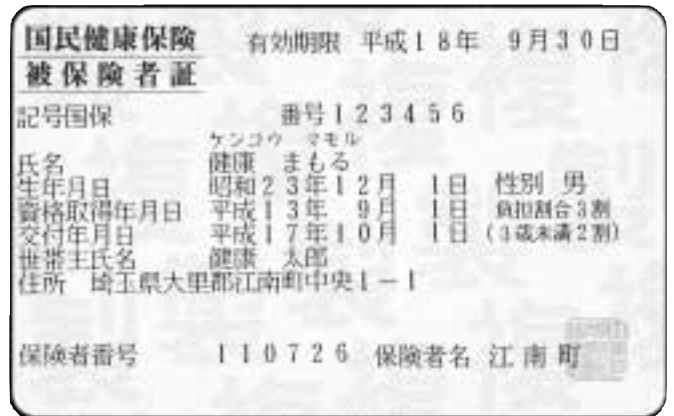 国民健康保険 有効期限 平成18年 9月30日
被保険者証
記号国保 番号123456
ケンコウ マモル
氏名 健康 まもる
生年月日 昭和23年12月 1日 性別 男
資格取得年月日 平成13年 9月 1日 負担割合3割
交付年月日 平成17年10月 1日 (3歳未満2割)
世帯主氏名 健康 太郎
住所 埼玉県大里郡江南町中央1-1
保険者番号 110726 保険者名 江南町